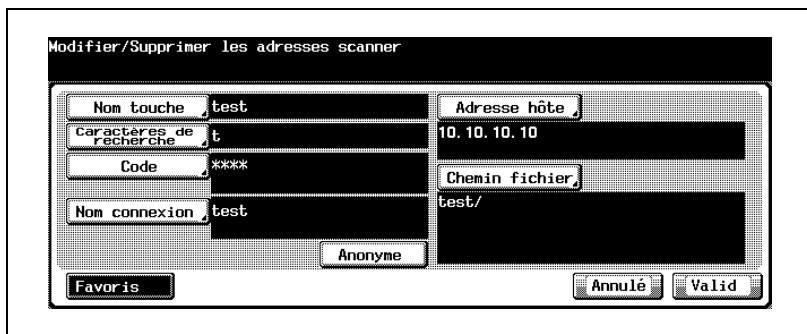 Modifier/Supprimer les adresses scanner
Nom touche test
Caractères de recherche t
Code ****
Nom connexion test
Anonyme
Adresse hôte
10.10.10.10
Chemin fichier
test/
Favoris
Annulé Valid